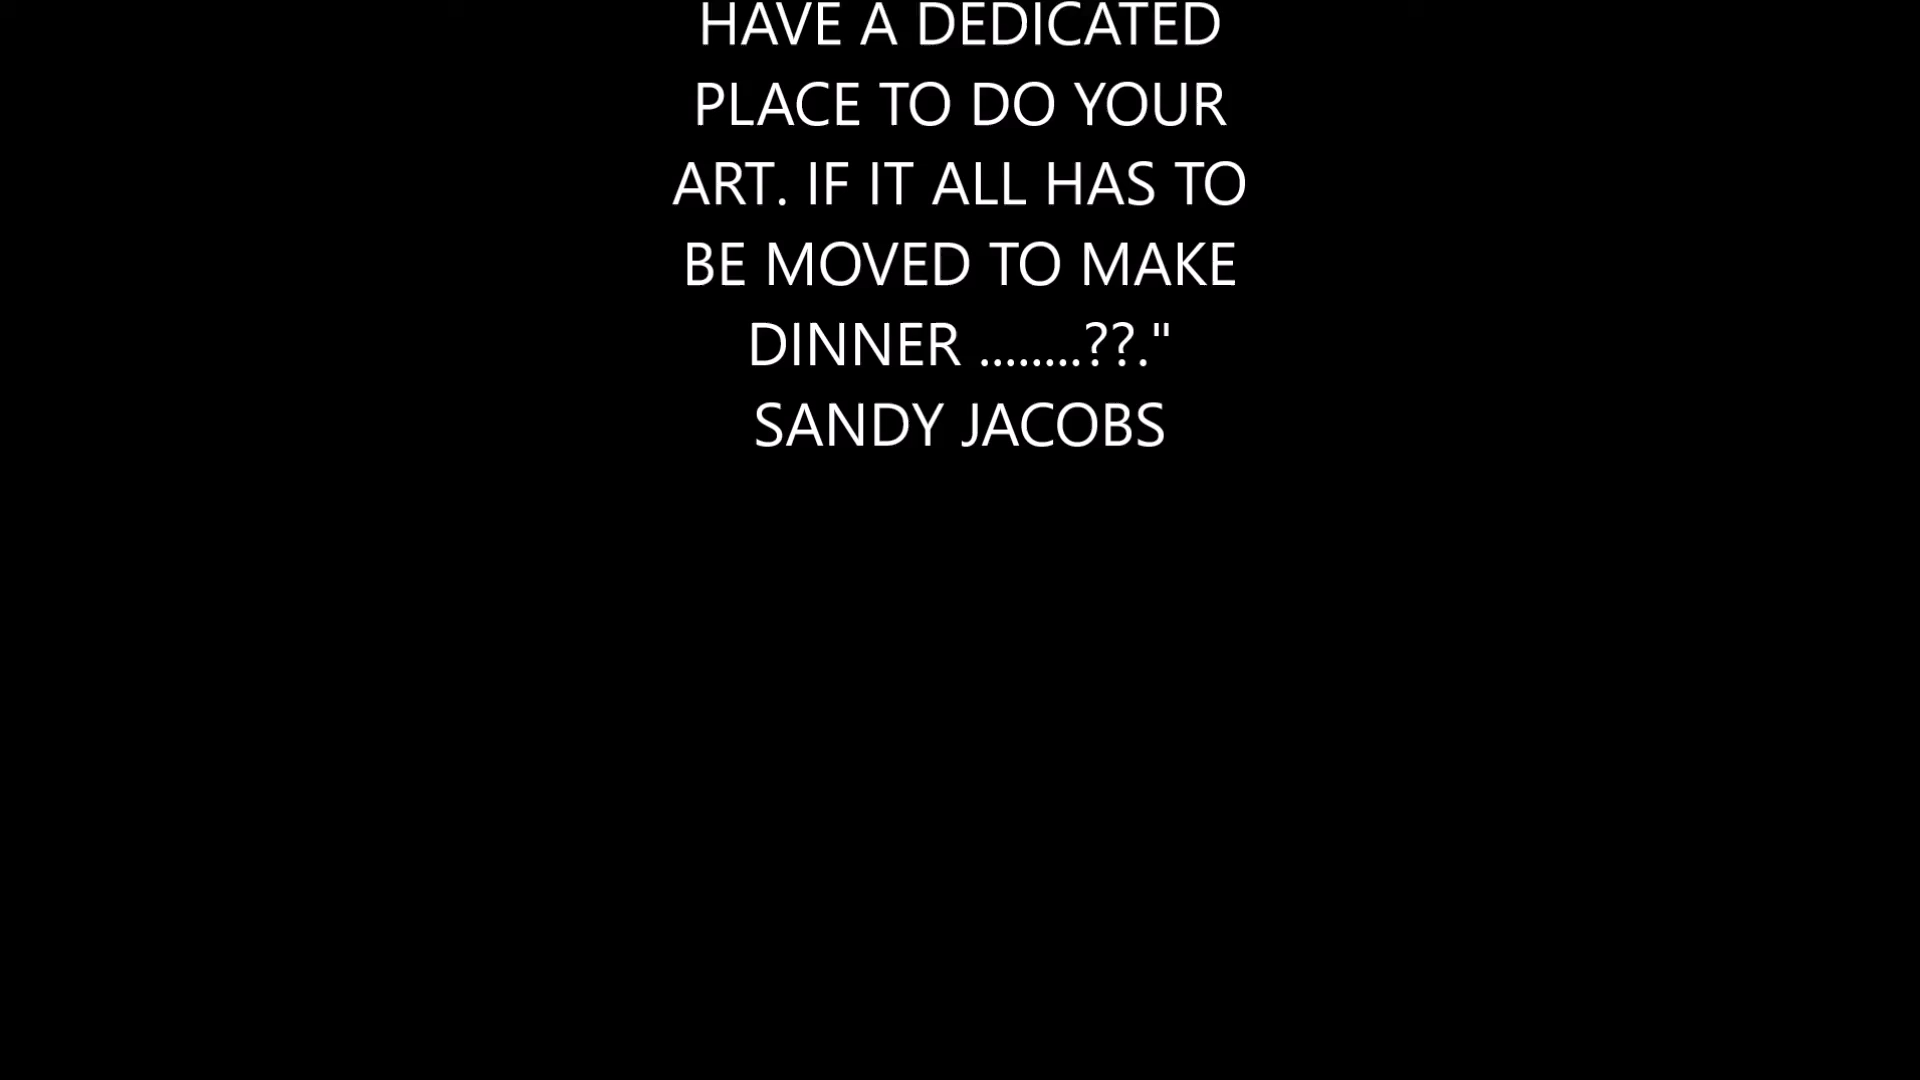 HAVE A DEDICATED
PLACE TO DO YOUR
ART. IF IT ALL HAS TO
BE MOVED TO MAKE
DINNER ........??."
SANDY JACOBS